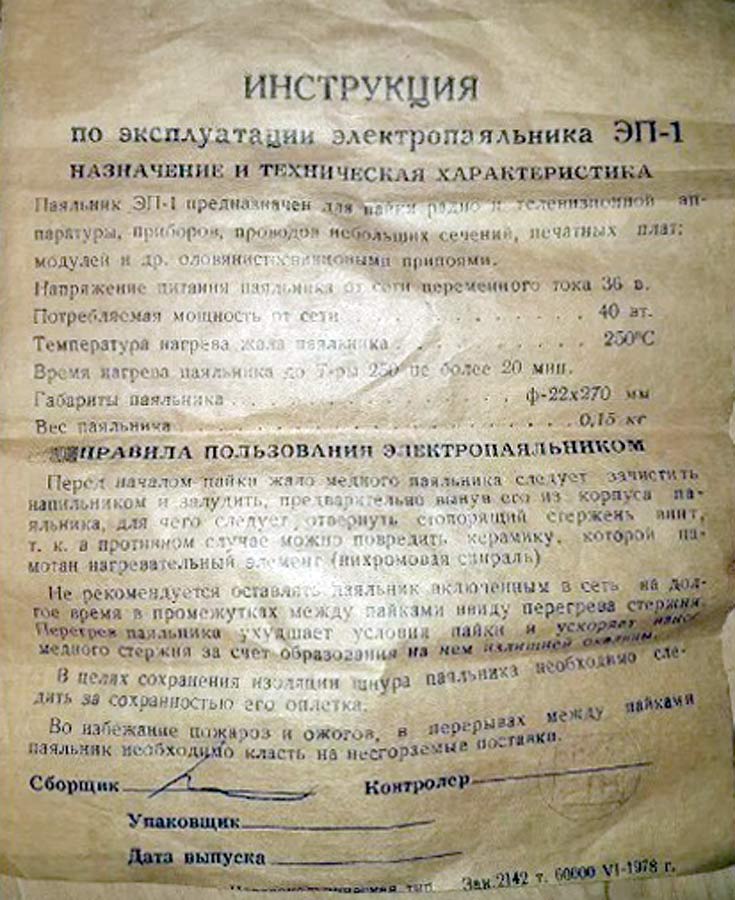 ИНСТРУКЦИЯ
по эксплуатации электропаяльника ЭП-1
НАЗНАЧЕНИЕ И ТЕХНИЧЕСКАЯ ХАРАКТЕРИСТИКА
Паяльник ЭП-1 предназначен для пайки радио и телевизионной ап-
паратуры, приборов, проводов небольших сечений, печатных плат;
модулей и др. оловянистосвинцовыми припоями.
Напряжение питания паяльника от сети переменного тока 36 в.
Потребляемая мощность от сети . . . . . . . . . . 40 вт.
Температура нагрева жала паяльника . . . . . . . . 250°С
Время нагрева паяльника до Т-ры 250 не более 20 мин.
Габариты паяльника . . . . . . . . . . . . ф-22х270 мм
Вес паяльника . . . . . . . . . . . . . . . 0,15 кг
ПРАВИЛА ПОЛЬЗОВАНИЯ ЭЛЕКТРОПАЯЛЬНИКОМ
Перед началом пайки жало медного паяльника следует зачистить
напильником и залудить, предварительно вынув его из корпуса па-
яльника, для чего следует отвернуть стопорящий стержень винт,
т. к. в противном случае можно повредить керамику, которой на-
мотан нагревательный элемент (нихромовая спираль)
Не рекомендуется оставлять паяльник включенным в сеть на дол-
гое время в промежутках между пайками ввиду перегрева стержня.
Перегрев паяльника ухудшает условия пайки и ускоряет износ
медного стержня за счет образования на нем излишней окалины.
В целях сохранения изоляции шнура паяльника необходимо сле-
дить за сохранностью его оплетка.
Во избежание пожаров и ожогов, в перерывах между пайками
паяльник необходимо класть на несгораемые поставки.
Сборщик Контролер
Упаковщик
Дата выпуска
тип. Зак. 2142 т. 60000 VI-1978 г.